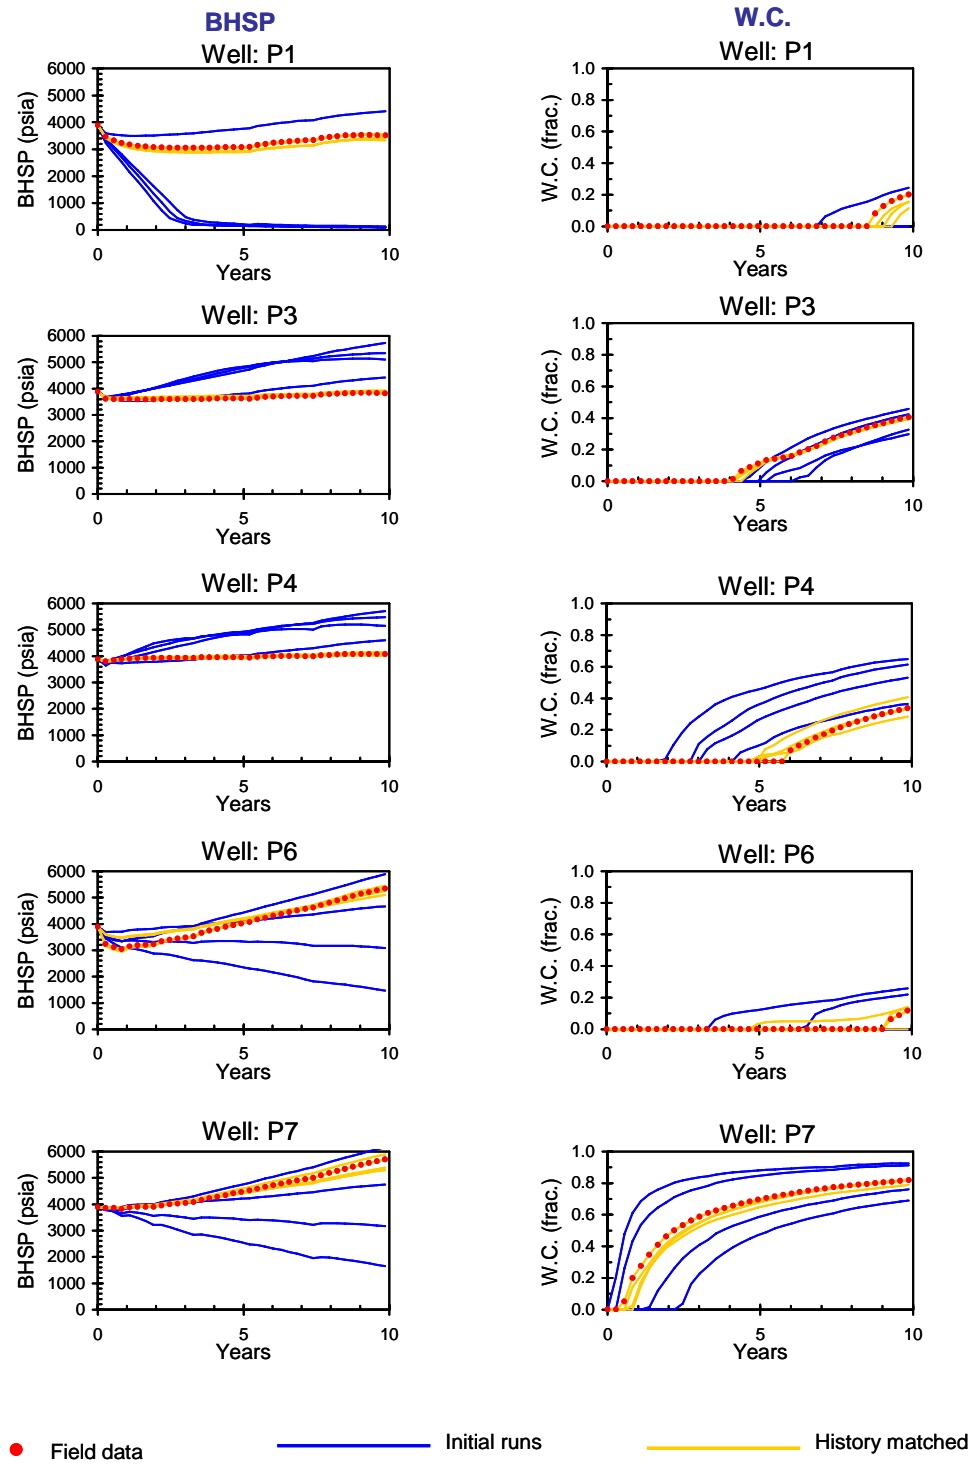 BHSP W.C.
Well: P1 Well: P1
6000
5000
4000
3000
2000
1000
0
BHSP (psia)
0 5 10
Years
1.0
0.8
0.6
0.4
0.2
0.0
W.C. (frac.)
0 5 10
Years
Well: P3 Well: P3
6000
5000
4000
3000
2000
1000
0
BHSP (psia)
0 5 10
Years
1.0
0.8
0.6
0.4
0.2
0.0
W.C. (frac.)
0 5 10
Years
Well: P4 Well: P4
6000
5000
4000
3000
2000
1000
0
BHSP (psia)
0 5 10
Years
1.0
0.8
0.6
0.4
0.2
0.0
W.C. (frac.)
0 5 10
Years
Well: P6 Well: P6
6000
5000
4000
3000
2000
1000
0
BHSP (psia)
0 5 10
Years
1.0
0.8
0.6
0.4
0.2
0.0
W.C. (frac.)
0 5 10
Years
Well: P7 Well: P7
6000
5000
4000
3000
2000
1000
0
BHSP (psia)
0 5 10
Years
1.0
0.8
0.6
0.4
0.2
0.0
W.C. (frac.)
0 5 10
Years
Field data Initial runs History matched